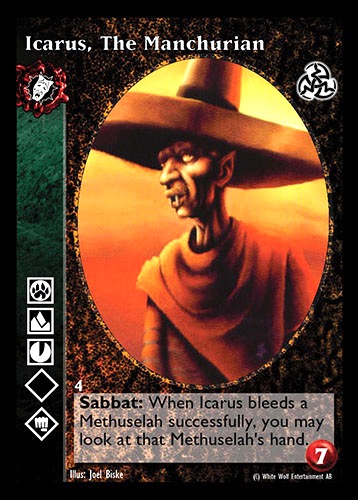 Icarus, The Manchurian
4
Sabbat: When Icarus bleeds a
Methuselah successfully, you may
look at that Methuselah's hand.
7
Illus: Joel Biske
(C) White Wolf Entertainment AB